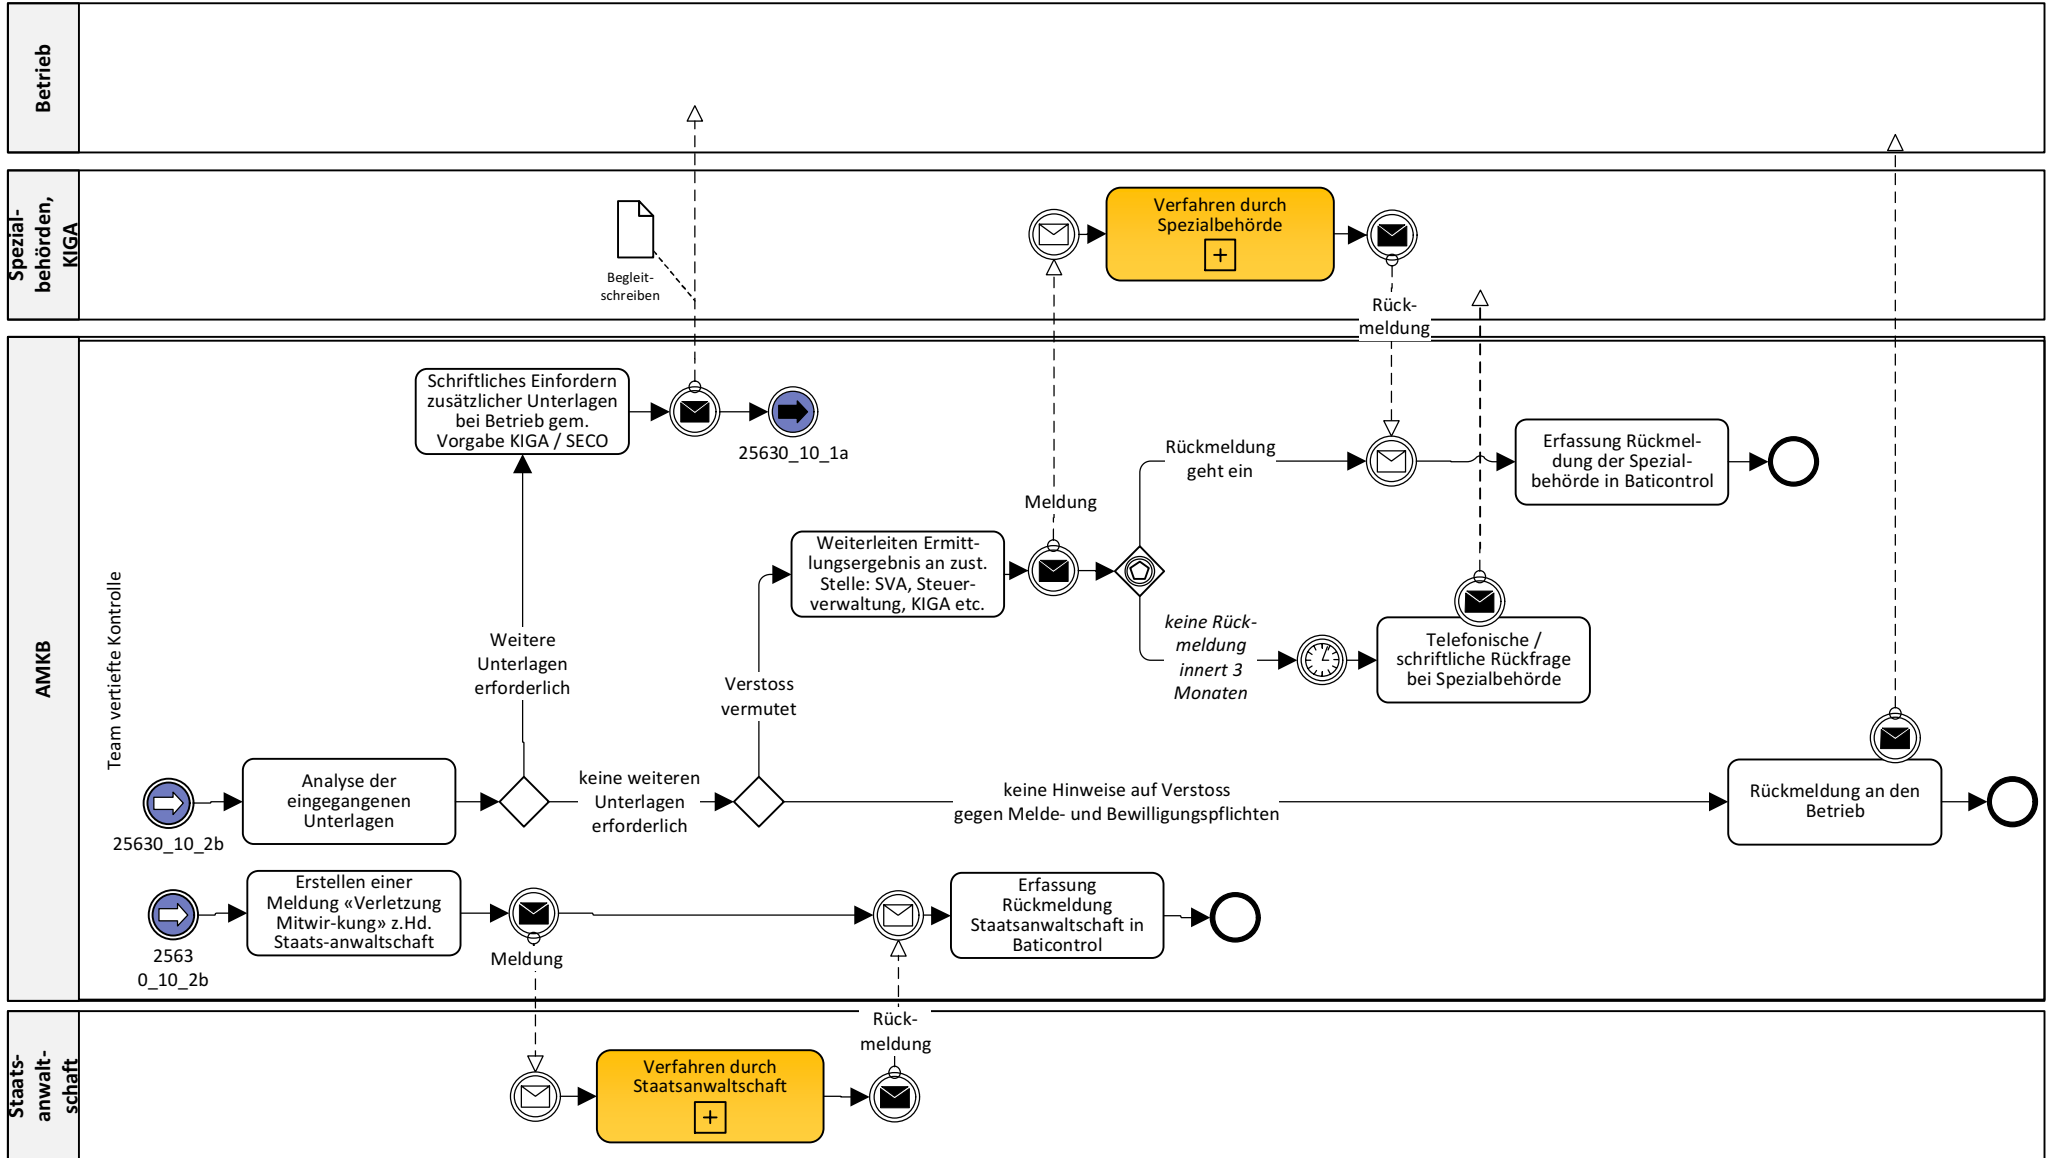 Betrieb
Spezial-
behörden,
KIGA
Begleit-
schreiben
Verfahren durch
Spezialbehörde
Rück-
meldung
AMKB
Team vertiefte Kontrolle
Schriftliches Einfordern
zusätzlicher Unterlagen
bei Betrieb gem.
Vorgabe KIGA / SECO
25630_10_1a
Rückmeldung
geht ein
Erfassung Rückmel-
dung der Spezial-
behörde in Baticontrol
Meldung
Weiterleiten Ermitt-
lungsergebnis an zust.
Stelle: SVA, Steuer-
verwaltung, KIGA etc.
keine Rück-
meldung
innert 3
Monaten
Telefonische /
schriftliche Rückfrage
bei Spezialbehörde
Weitere
Unterlagen
erforderlich
Verstoss
vermutet
25630_10_2b
Analyse der
eingegangenen
Unterlagen
keine weiteren
Unterlagen
erforderlich
keine Hinweise auf Verstoss
gegen Melde- und Bewilligungspflichten
Rückmeldung an den
Betrieb
2563
0_10_2b
Erstellen einer
Meldung «Verletzung
Mitwir-kung» z.Hd.
Staats-anwaltschaft
Meldung
Erfassung
Rückmeldung
Staatsanwaltschaft in
Baticontrol
Staats-
anwalt-
schaft
Verfahren durch
Staatsanwaltschaft
Rück-
meldung